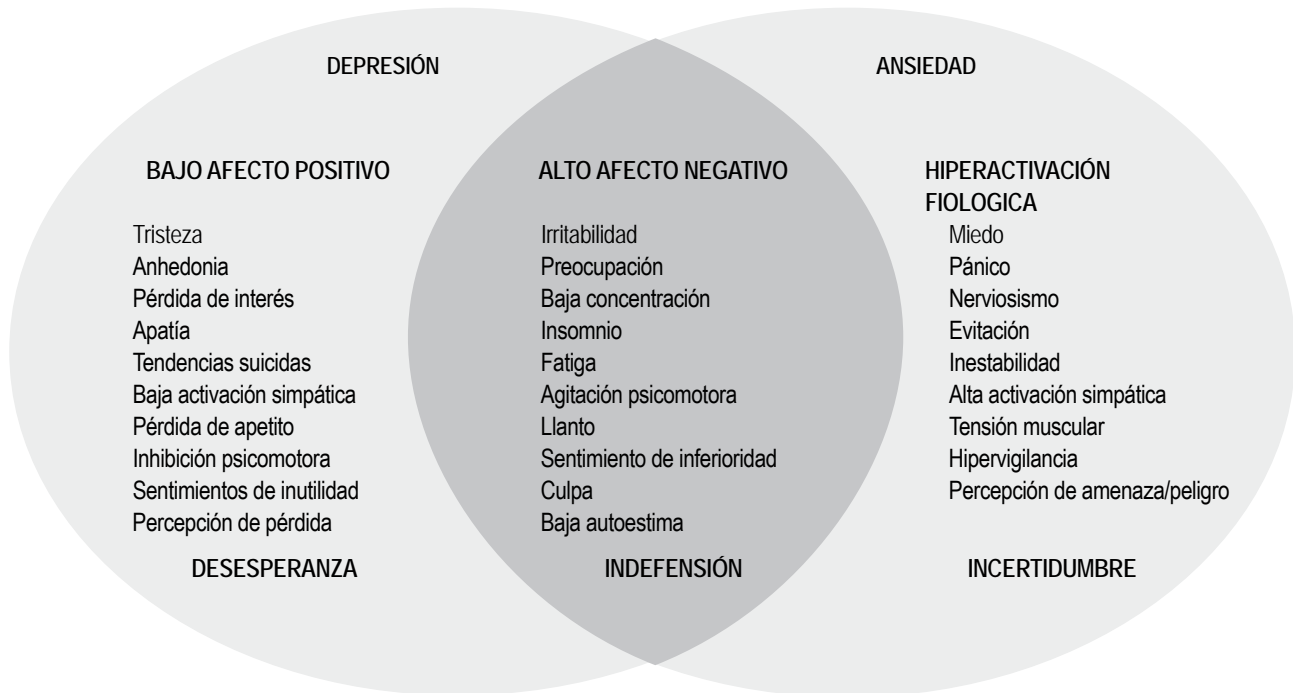 DEPRESIÓN
ANSIEDAD
BAJO AFECTO POSITIVO
Tristeza
Anhedonia
Pérdida de interés
Apatía
Tendencias suicidas
Baja activación simpática
Pérdida de apetito
Inhibición psicomotora
Sentimientos de inutilidad
Percepción de pérdida
DESESPERANZA
ALTO AFECTO NEGATIVO
Irritabilidad
Preocupación
Baja concentración
Insomnio
Fatiga
Agitación psicomotora
Llanto
Sentimiento de inferioridad
Culpa
Baja autoestima
INDEFENSIÓN
HIPERACTIVACIÓN
FIOLOGICA
Miedo
Pánico
Nerviosismo
Evitación
Inestabilidad
Alta activación simpática
Tensión muscular
Hipervigilancia
Percepción de amenaza/peligro
INCERTIDUMBRE